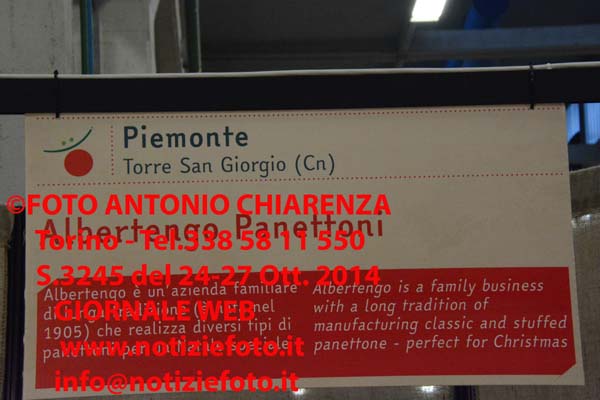 Piemonte
Torre San Giorgio (Cn)
©FOTO ANTONIO CHIARENZA
Albertengo Panettoni
Torino - Tel.338 58 11 550
S.3245 del 24-27 Ott. 2014
Albertengo è un'azienda familiare
GIORNALE WEB
1905) che realizza diversi tipi di
www.notiziefoto.it
info@notiziefoto.it
Albertengo is a family business
with a long tradition of
manufacturing classic and stuffed
panettone - perfect for Christmas